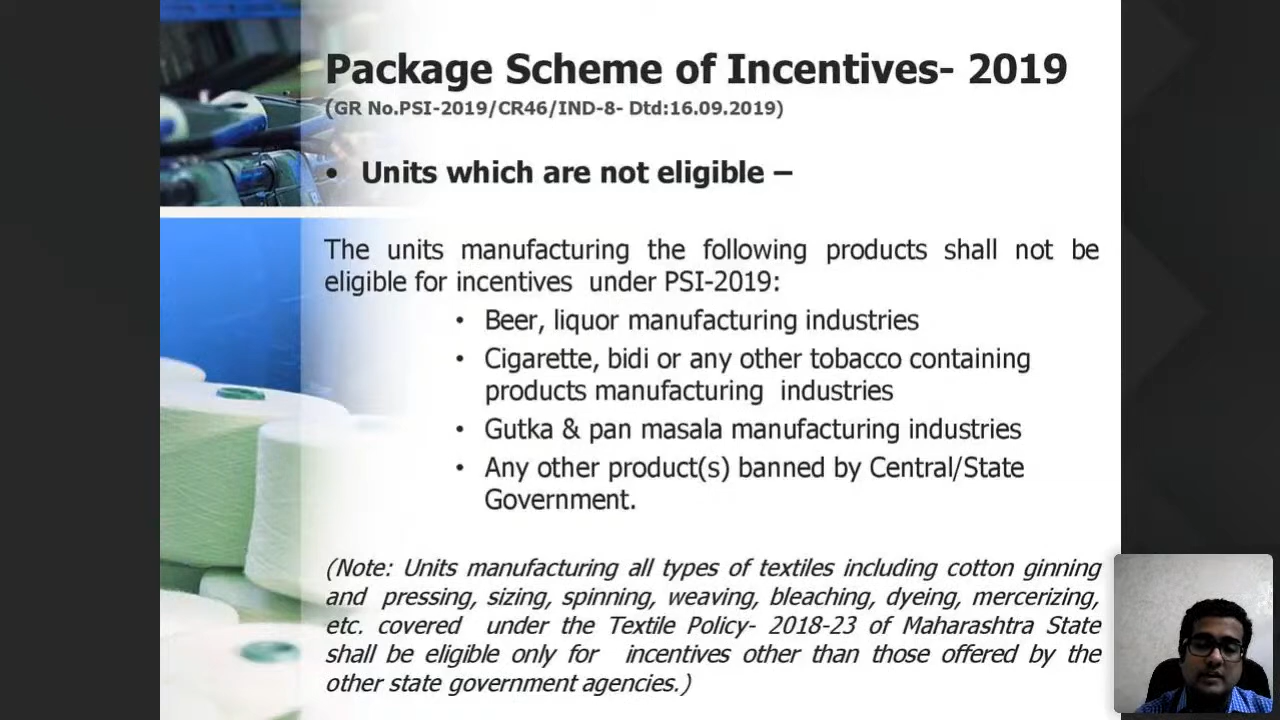 Package Scheme of Incentives- 2019
(GR No.PSI-2019/CR46/IND-8- Dtd:16.09.2019)
• Units which are not eligible –
The units manufacturing the following products shall not be
eligible for incentives under PSI-2019:
• Beer, liquor manufacturing industries
• Cigarette, bidi or any other tobacco containing
products manufacturing industries
• Gutka & pan masala manufacturing industries
• Any other product(s) banned by Central/State
Government.
(Note: Units manufacturing all types of textiles including cotton ginning
and pressing, sizing, spinning, weaving, bleaching, dyeing, mercerizing,
etc. covered under the Textile Policy- 2018-23 of Maharashtra State
shall be eligible only for incentives other than those offered by the
other state government agencies.)